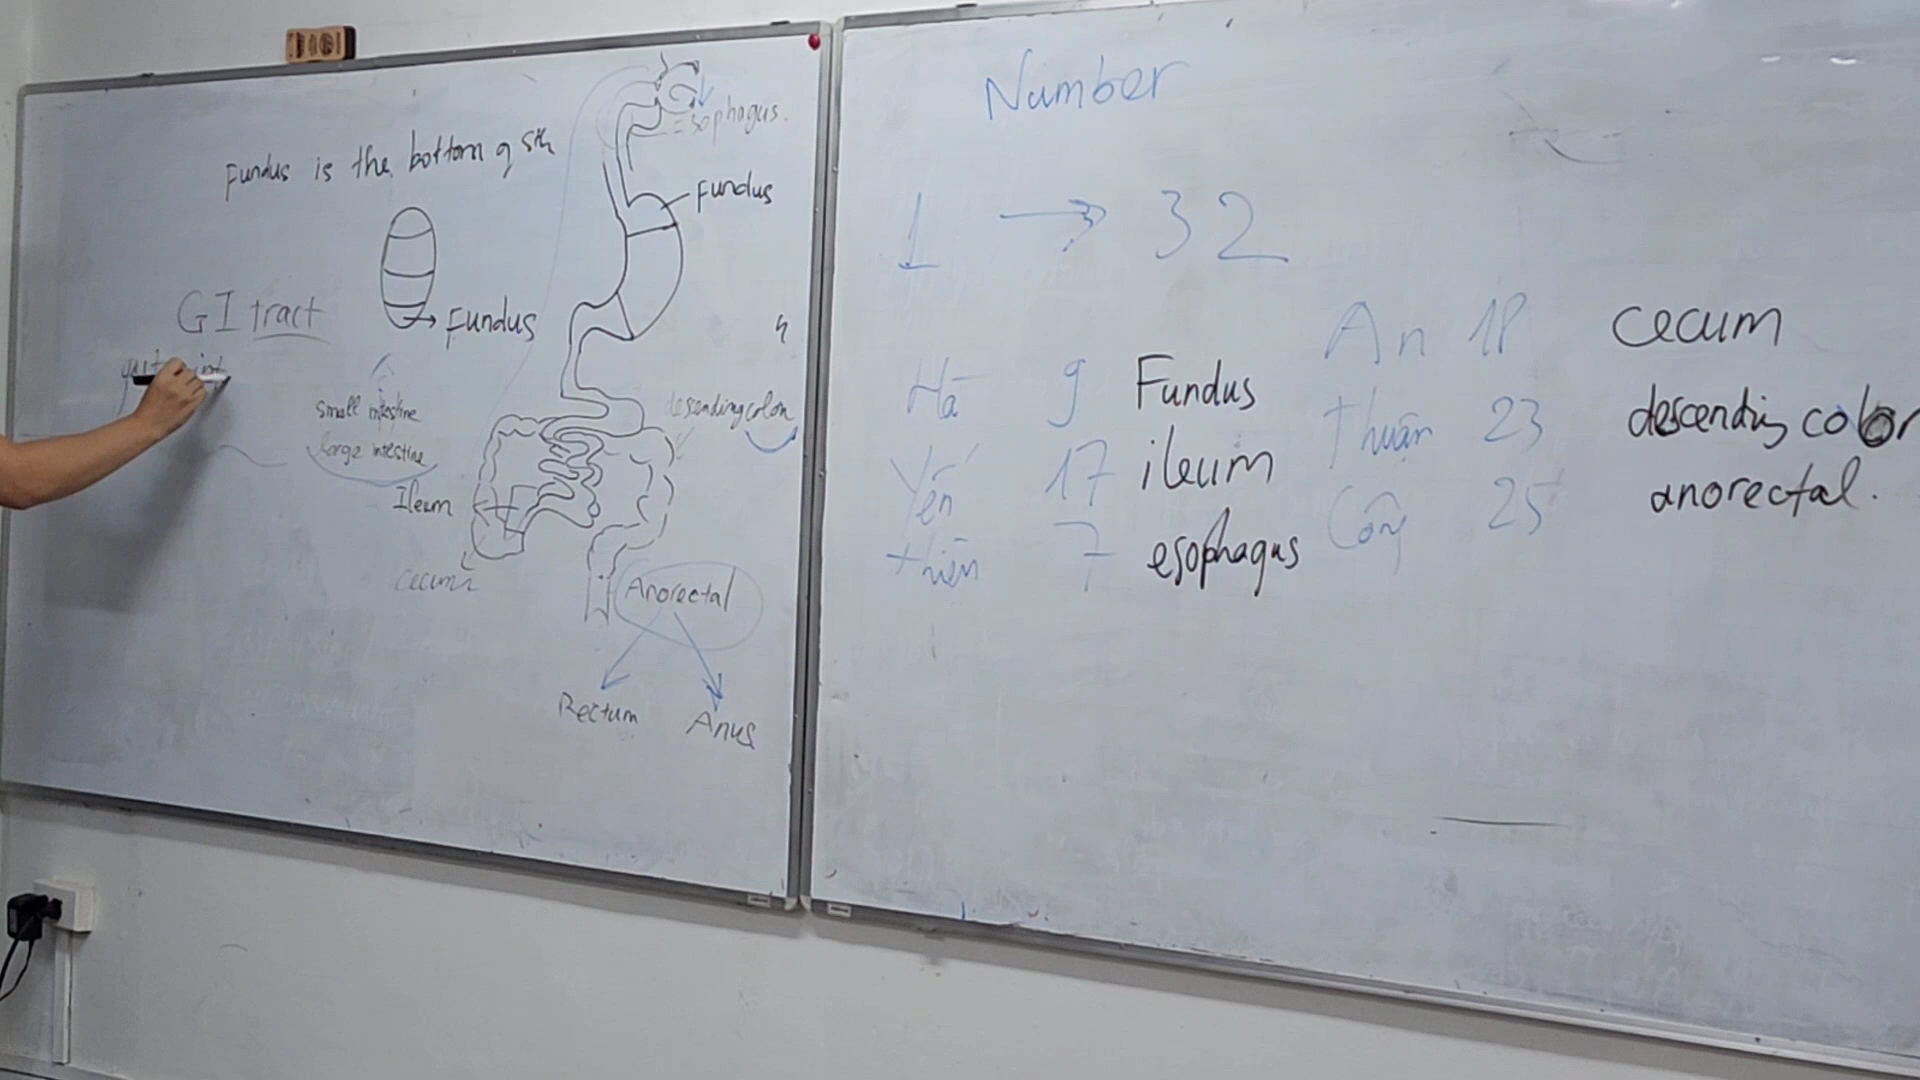 Esophagus.
Fundus is the bottom of sth
Fundus
GI tract
Fundus
small intestine
large intestine
descending colon
Ileum
cecum
Anorectal
Rectum
Anus
Number
1 → 32
Hà 9 Fundus
Yến 17 ileum
Thiên 7 esophagus
An 18 cecum
Thuận 23 descending colon
Công 25 anorectal.